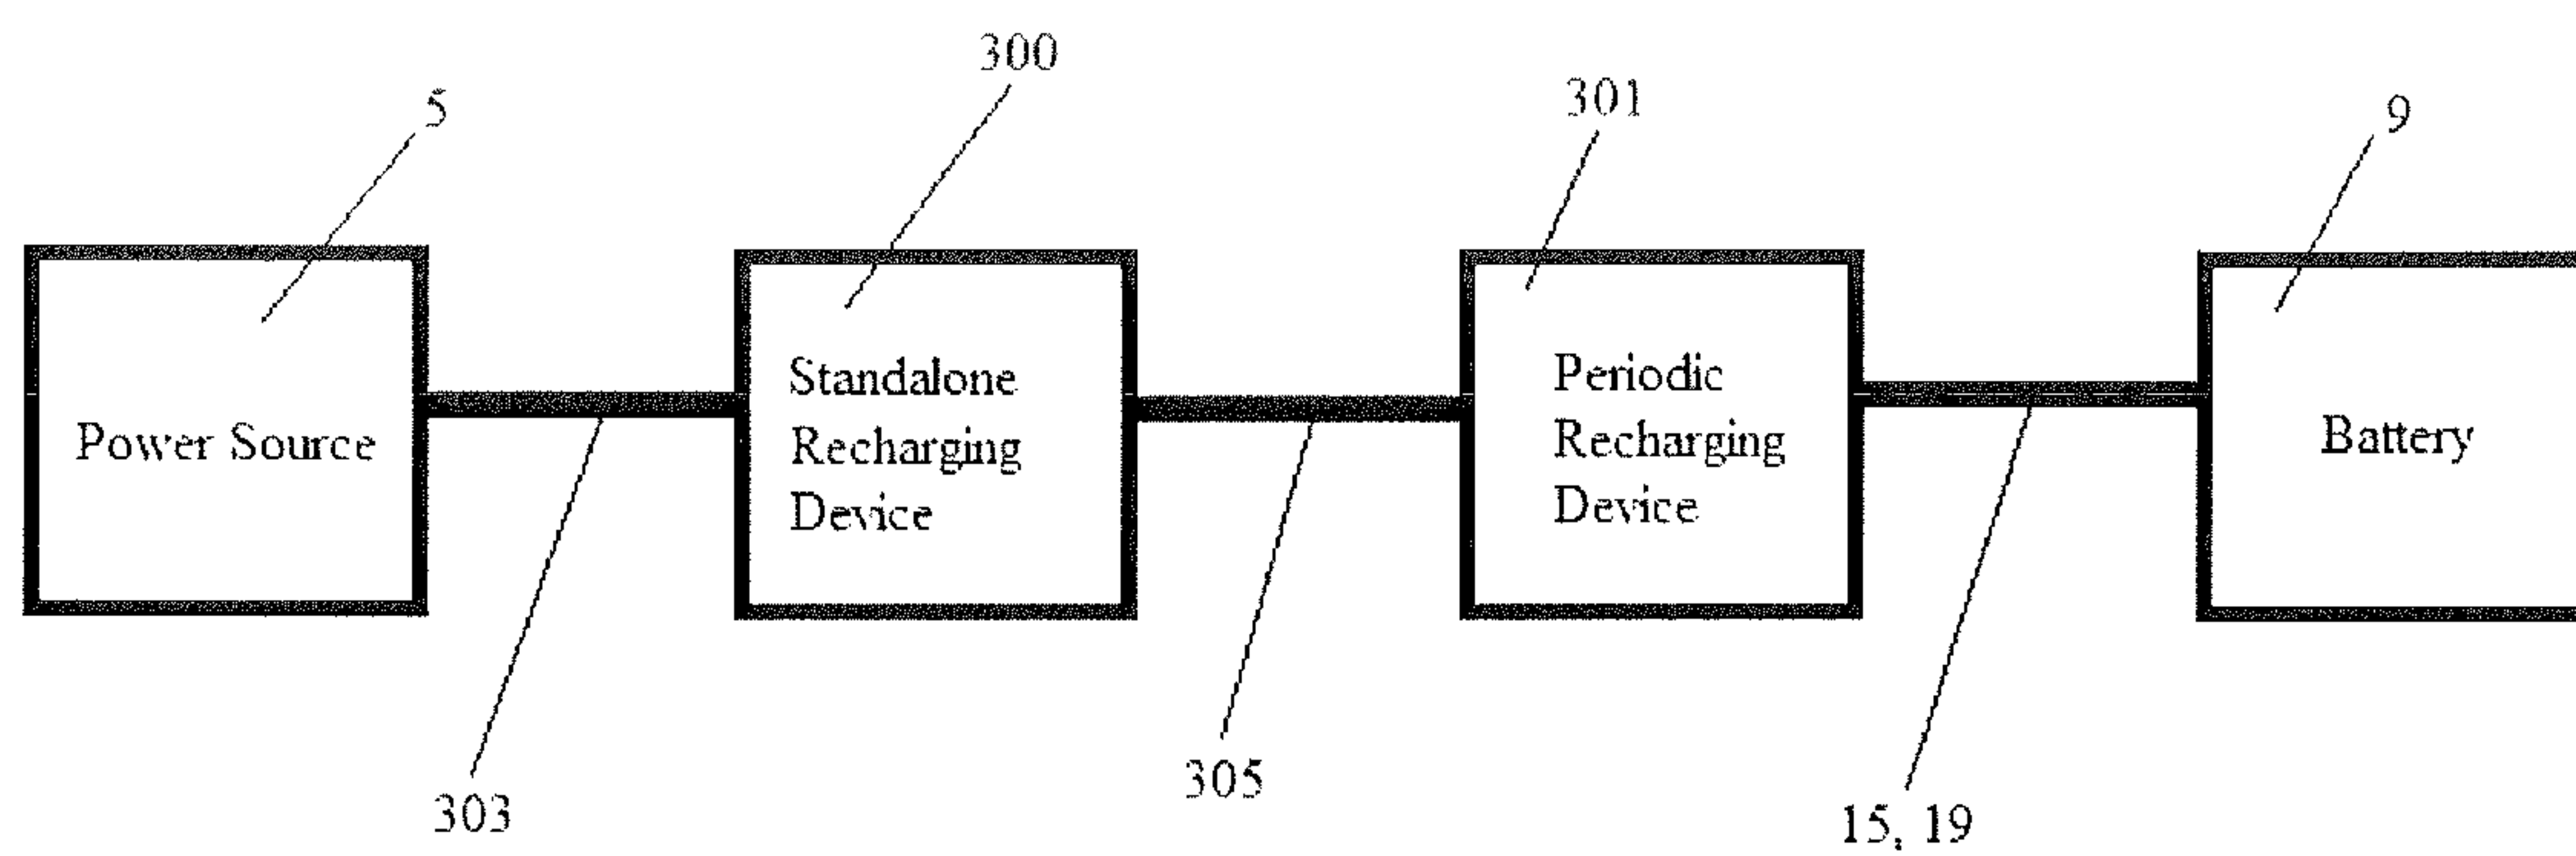 300
5
301
9
Power Source
Standalone
Recharging
Device
Periodic
Recharging
Device
Battery
303
305
15, 19